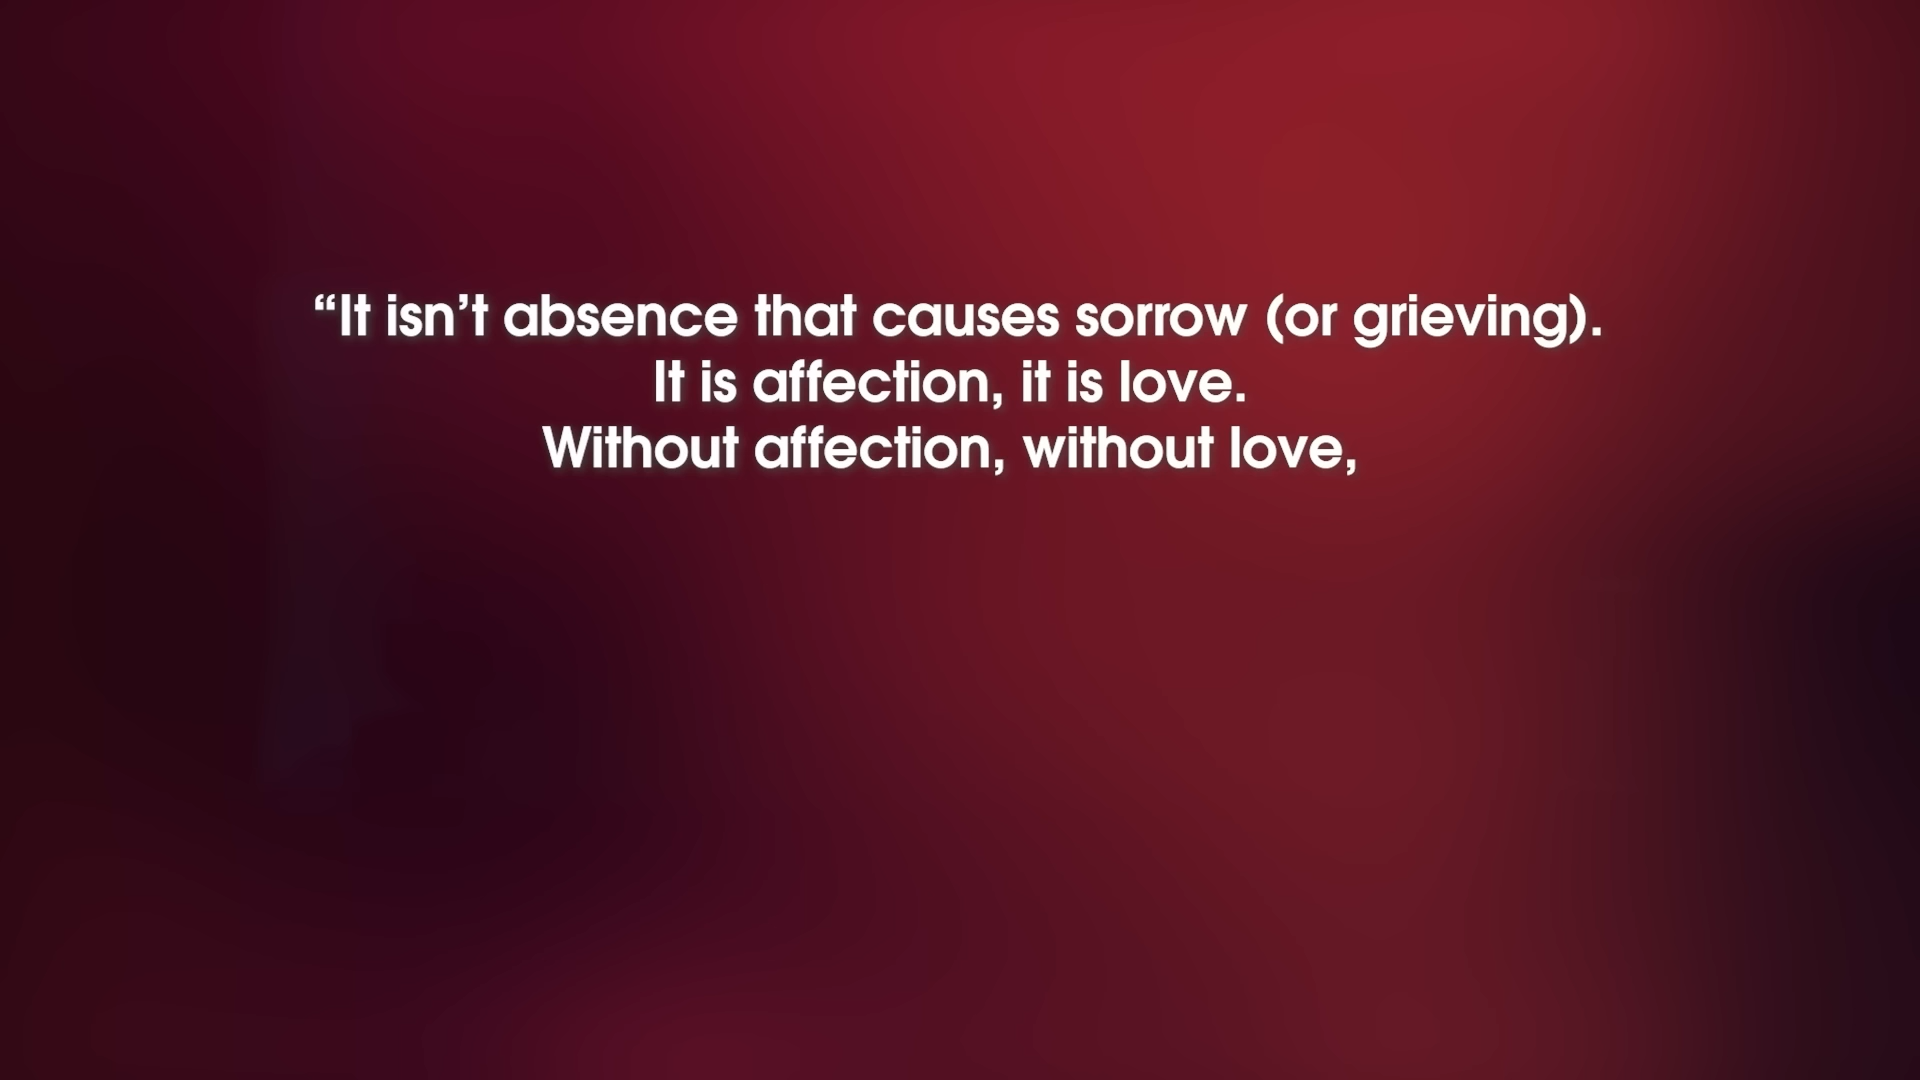 “It isn’t absence that causes sorrow (or grieving).
It is affection, it is love.
Without affection, without love,